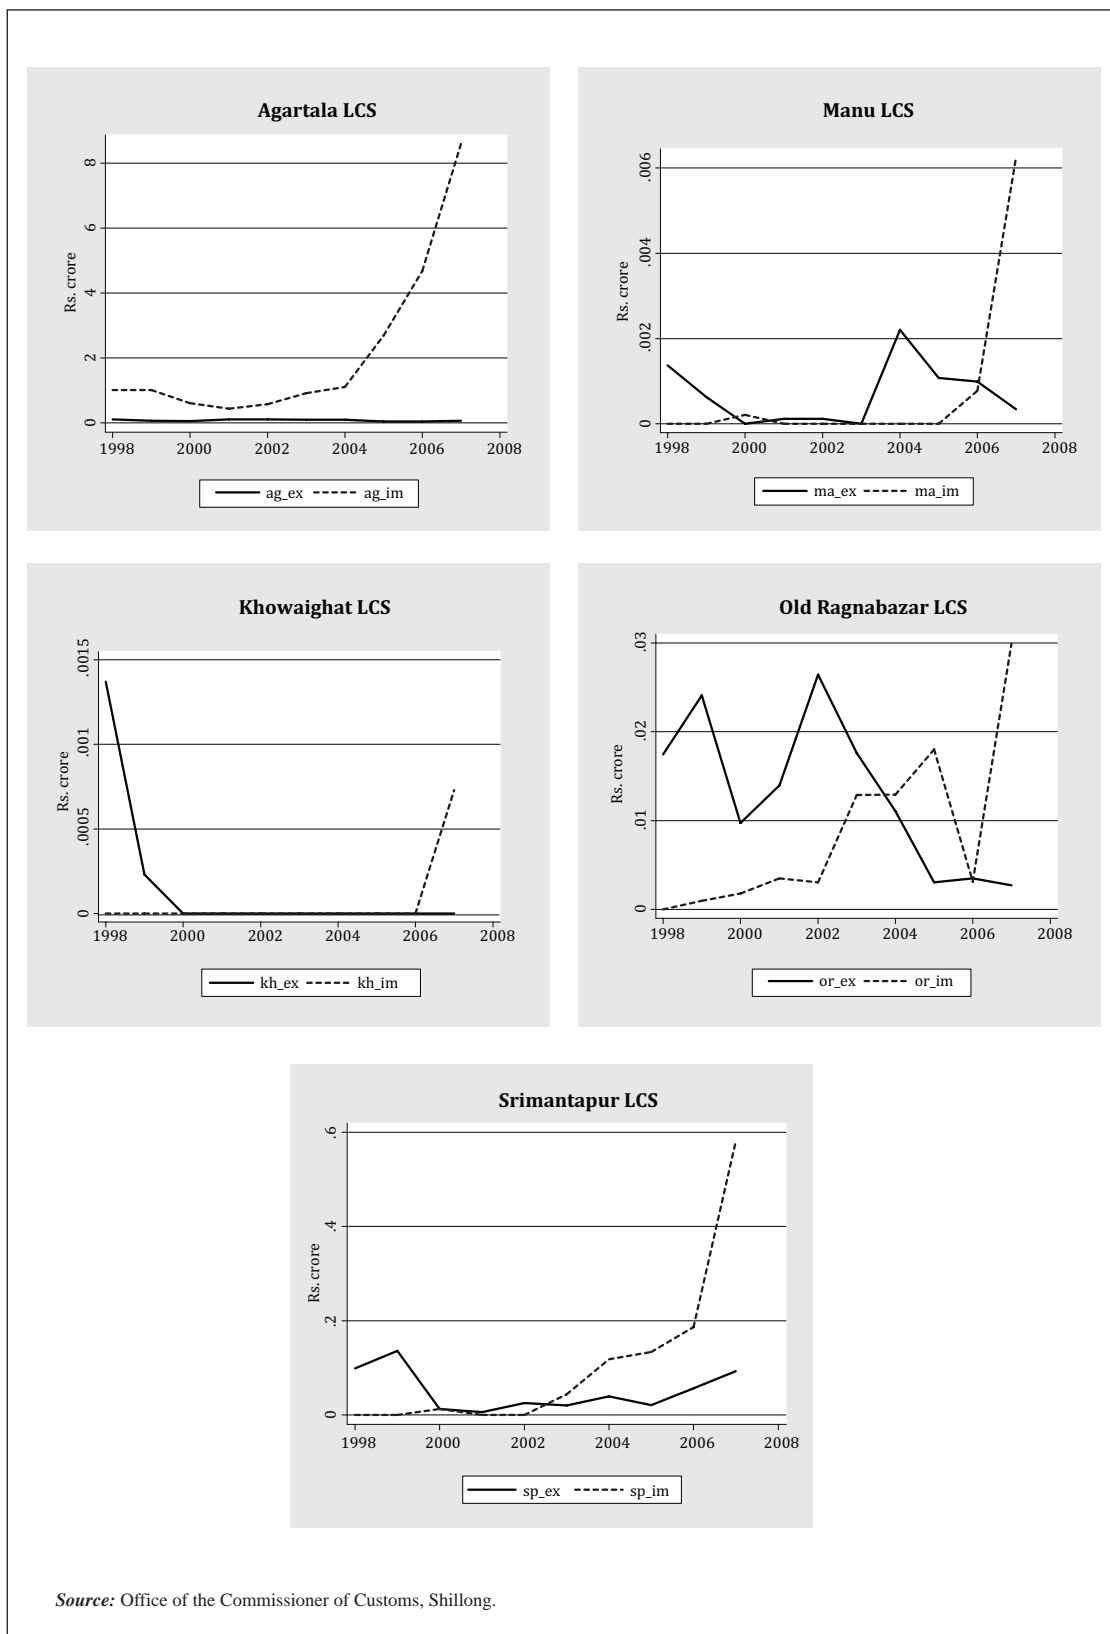 Agartala LCS
8
6
4
2
0
Rs. crore
1998 2000 2002 2004 2006 2008
ag_ex ag_im
Manu LCS
.006
.004
.002
0
Rs. crore
1998 2000 2002 2004 2006 2008
ma_ex ma_im
Khowaighat LCS
.0015
.001
.0005
0
Rs. crore
1998 2000 2002 2004 2006 2008
kh_ex kh_im
Old Ragnabazar LCS
.03
.02
.01
0
Rs. crore
1998 2000 2002 2004 2006 2008
or_ex or_im
Srimantapur LCS
.6
.4
.2
0
Rs. crore
1998 2000 2002 2004 2006 2008
sp_ex sp_im
Source: Office of the Commissioner of Customs, Shillong.